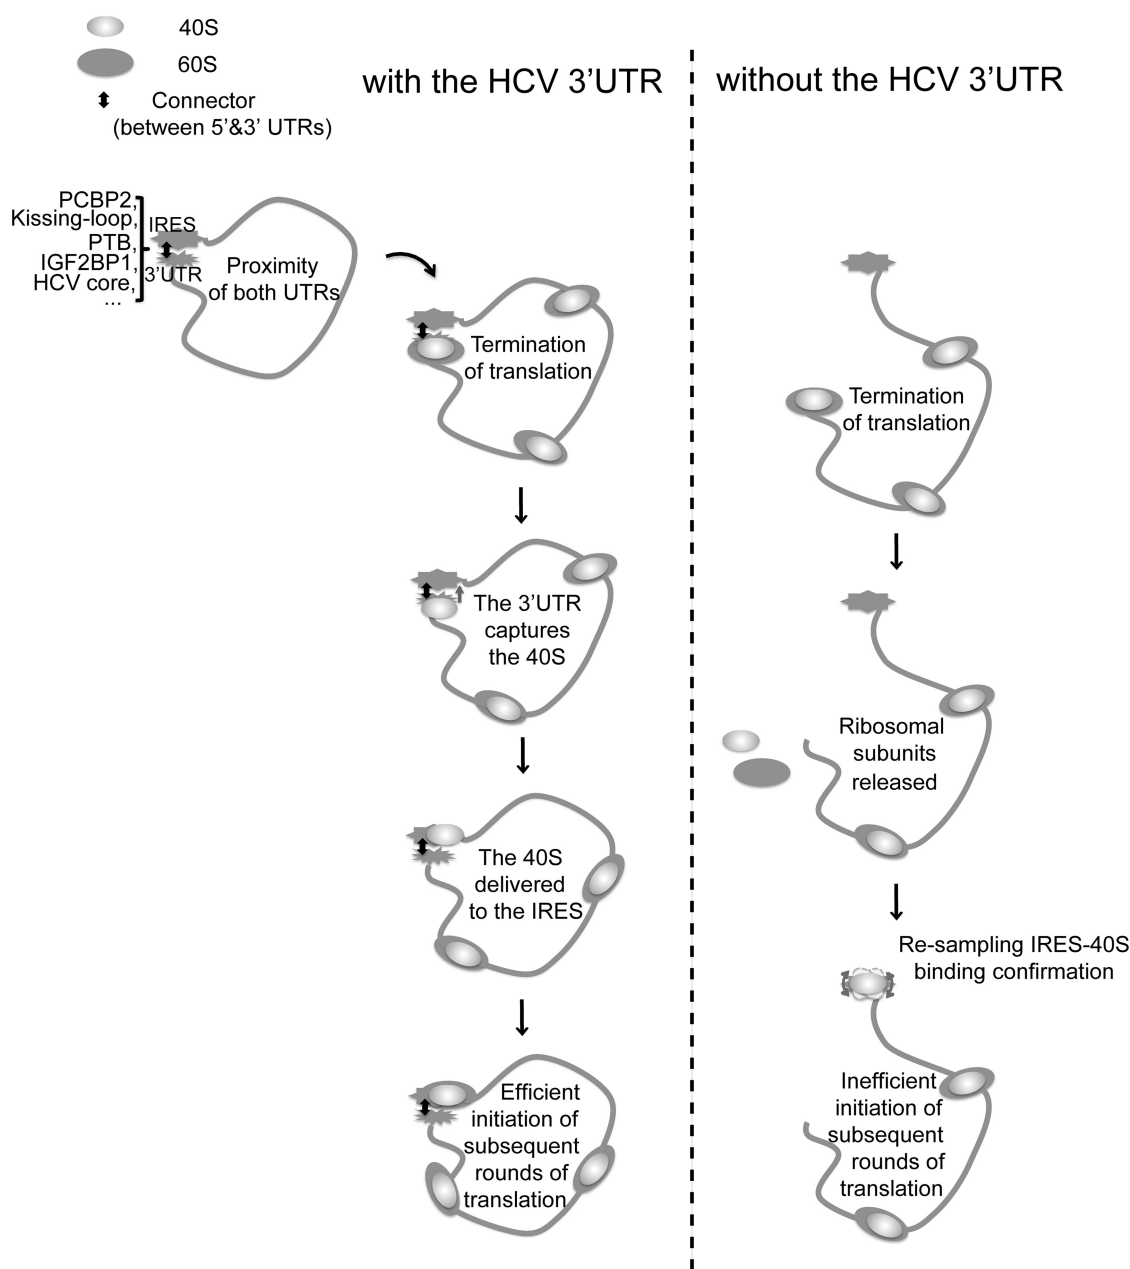 40S
60S
Connector
(between 5'&3' UTRs)
with the HCV 3'UTR
without the HCV 3'UTR
PCBP2,
Kissing-loop,
PTB,
IGF2BP1,
HCV core,
...
IRES
3'UTR
Proximity
of both UTRs
Termination
of translation
The 3'UTR
captures
the 40S
The 40S
delivered
to the IRES
Efficient
initiation of
subsequent
rounds of
translation
Termination
of translation
Ribosomal
subunits
released
Re-sampling IRES-40S
binding confirmation
Inefficient
initiation of
subsequent
rounds of
translation